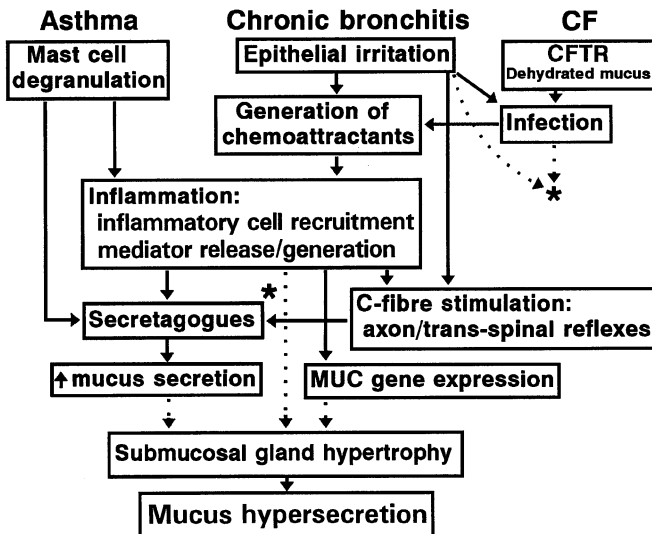 Asthma
Chronic bronchitis
CF
Mast cell
degranulation
Epithelial irritation
CFTR
Dehydrated mucus
Generation of
chemoattractants
Infection
*
Inflammation:
inflammatory cell recruitment
mediator release/generation
*
Secretagogues
C-fibre stimulation:
axon/trans-spinal reflexes
↑ mucus secretion
MUC gene expression
Submucosal gland hypertrophy
Mucus hypersecretion